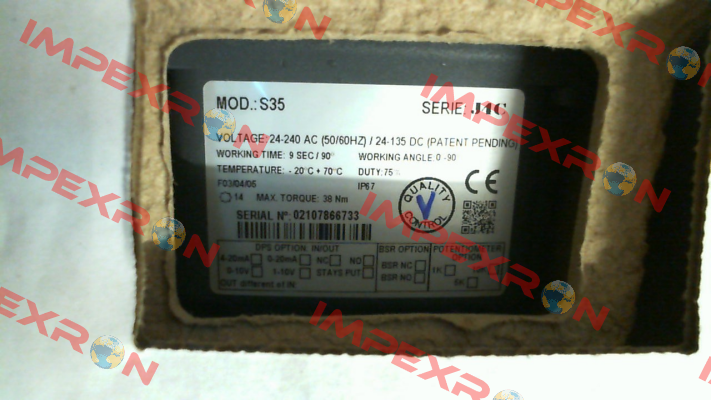 MOD.: S35 SERIE: J4C
VOLTAGE: 24-240 AC (50/60HZ) / 24-135 DC (PATENT PENDING)
WORKING TIME: 9 SEC / 90° WORKING ANGLE: 0 -90
TEMPERATURE: - 20°C + 70°C DUTY: 75%
F03/04/05 IP67
14 MAX. TORQUE: 38 Nm
QUALITY CONTROL
V
CE
SERIAL Nº: 02107866733
DPS OPTION IN/OUT
4-20mA 0-20mA NC NO
0-10V 1-10V STAYS PUT
OUT different of IN
BSR OPTION
BSR NC
BSR NO
POTENTIOMETER OPTION
1K
5K
IMPEXRON
IMPEXRON
IMPEXRON
IMPEXRON
IMPEXRON
IMPEXRON